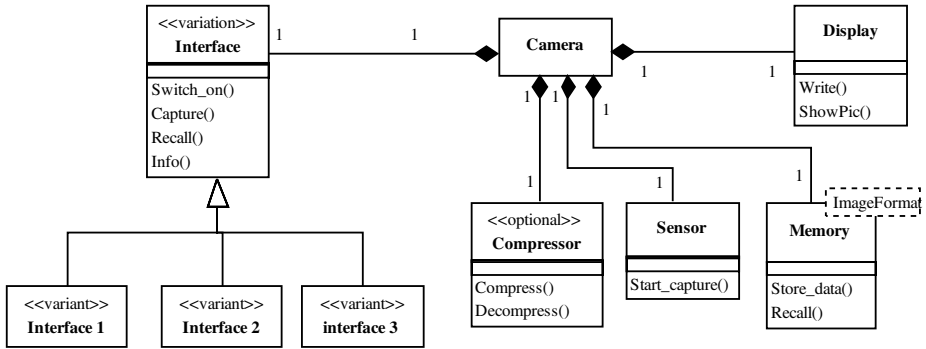 <<variation>>
Interface
Switch_on()
Capture()
Recall()
Info()
1
1
Camera
1
1
Display
Write()
ShowPic()
1
1
1
1
1
1
<<optional>>
Compressor
Compress()
Decompress()
Sensor
Start_capture()
ImageFormat
Memory
Store_data()
Recall()
<<variant>>
Interface 1
<<variant>>
Interface 2
<<variant>>
interface 3